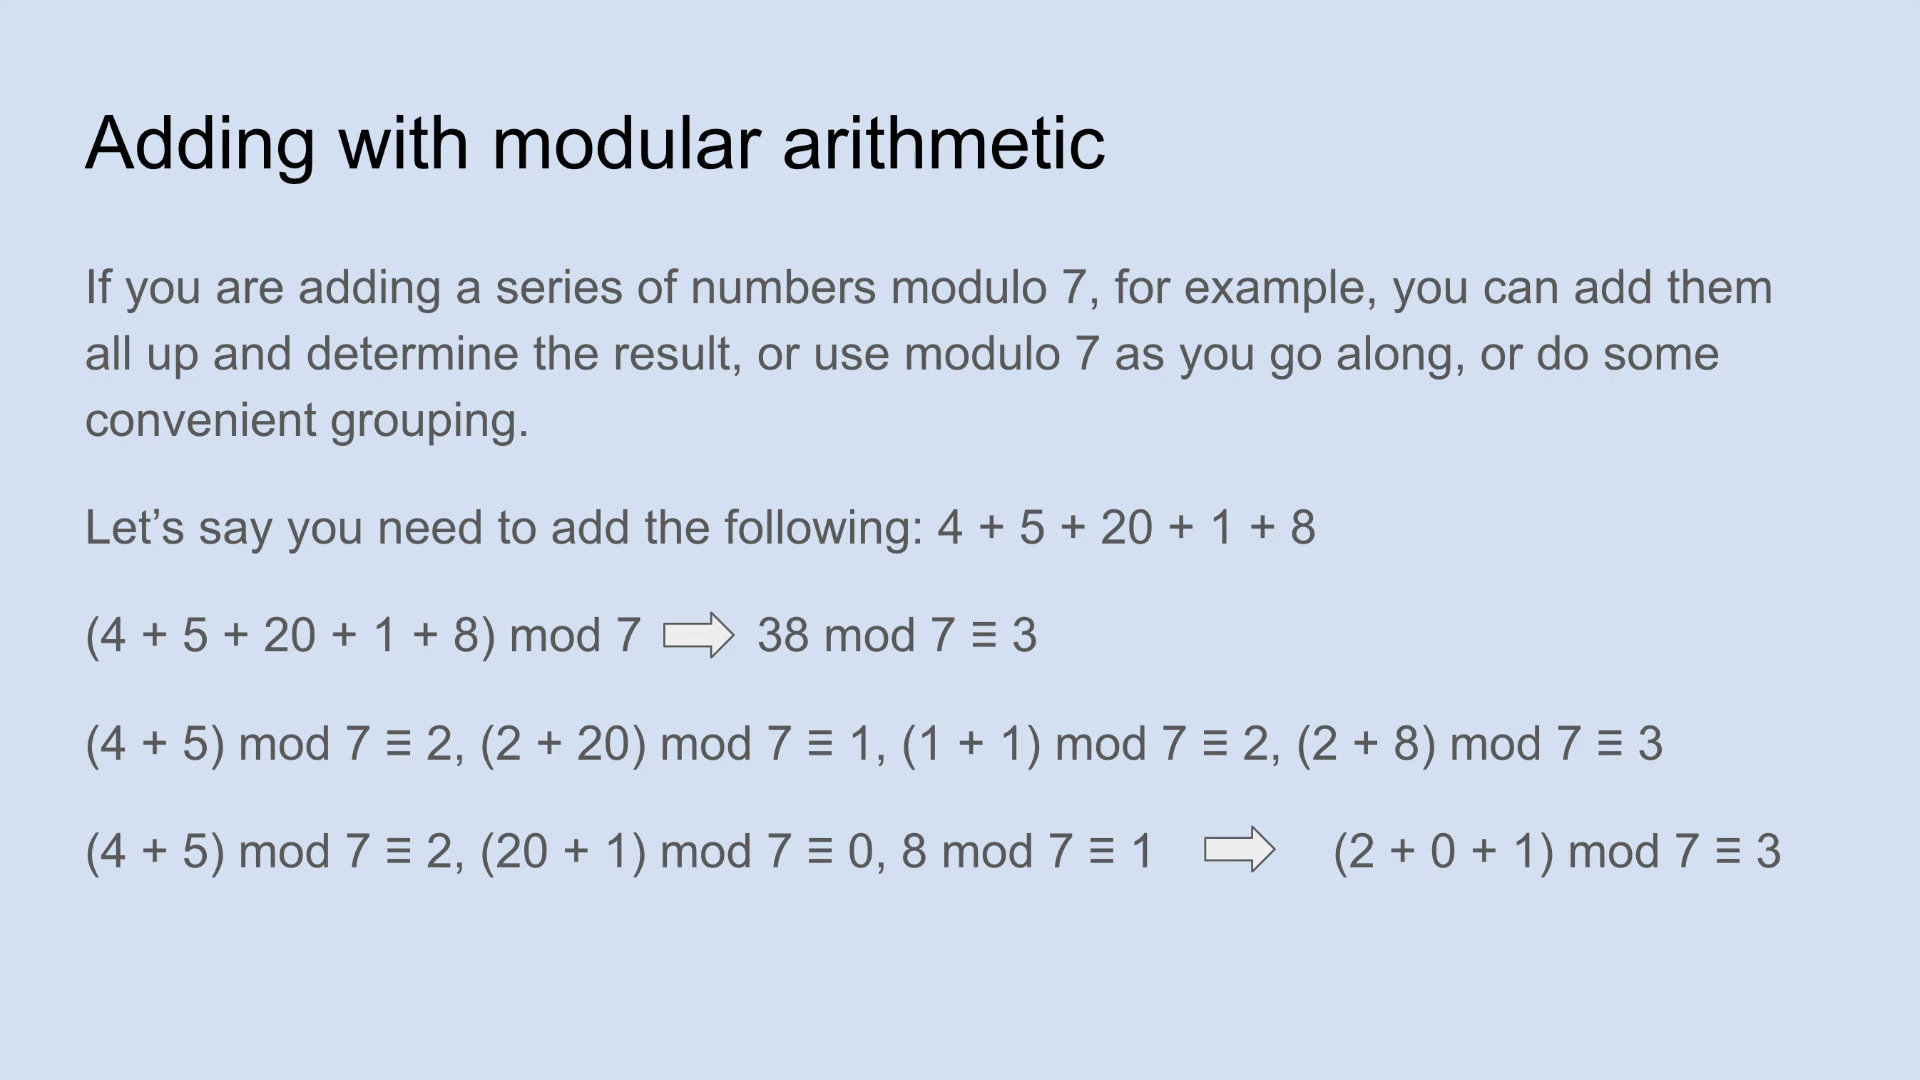 Adding with modular arithmetic
If you are adding a series of numbers modulo 7, for example, you can add them
all up and determine the result, or use modulo 7 as you go along, or do some
convenient grouping.
Let’s say you need to add the following: 4 + 5 + 20 + 1 + 8
(4 + 5 + 20 + 1 + 8) mod 7 38 mod 7 ≡ 3
(4 + 5) mod 7 ≡ 2, (2 + 20) mod 7 ≡ 1, (1 + 1) mod 7 ≡ 2, (2 + 8) mod 7 ≡ 3
(4 + 5) mod 7 ≡ 2, (20 + 1) mod 7 ≡ 0, 8 mod 7 ≡ 1 (2 + 0 + 1) mod 7 ≡ 3